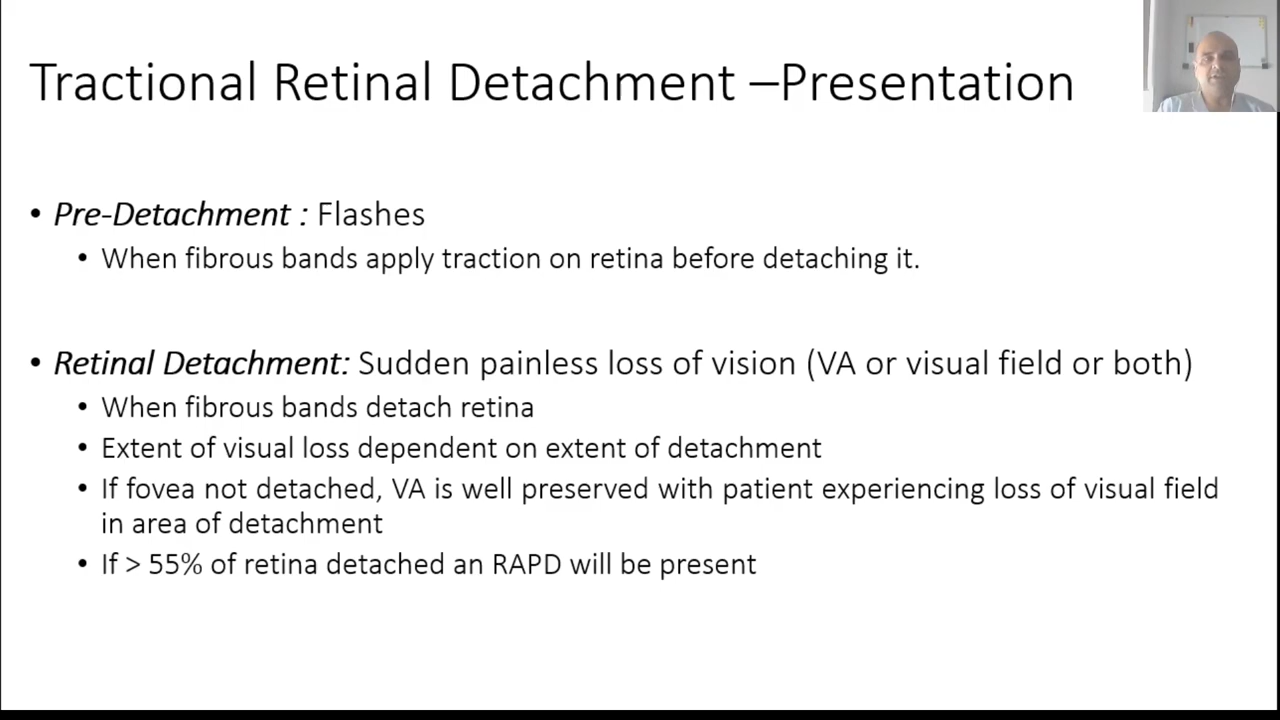 Tractional Retinal Detachment –Presentation
• Pre-Detachment : Flashes
• When fibrous bands apply traction on retina before detaching it.
• Retinal Detachment: Sudden painless loss of vision (VA or visual field or both)
• When fibrous bands detach retina
• Extent of visual loss dependent on extent of detachment
• If fovea not detached, VA is well preserved with patient experiencing loss of visual field
in area of detachment
• If > 55% of retina detached an RAPD will be present